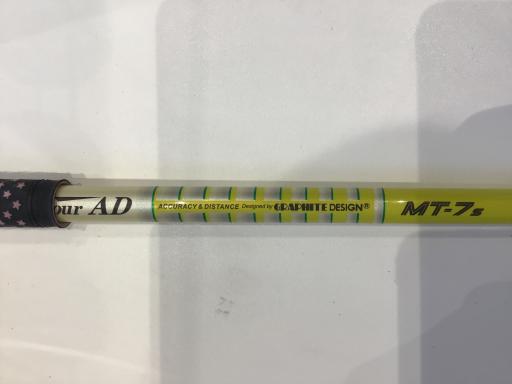 our AD ACCURACY & DISTANCE Designed by GRAPHITE DESIGN® MT-7s